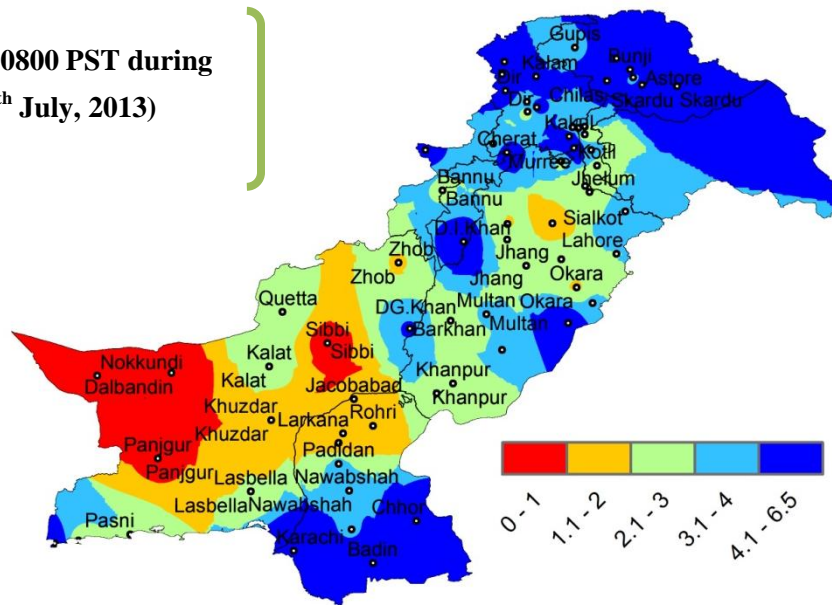 0800 PST during
th July, 2013)
Gupis
Bunji
Kalam
Dir
Astore
Chilas
Skardu Skardu
Dir
Kakul
Cherat
Murree
Kotli
Bannu
Jhelum
Bannu
Sialkot
D.I.Khan
Lahore
Zhob
Jhang
Zhob
Okara
Jhang
Quetta
DG.Khan
Multan
Okara
Barkhan
Multan
Sibbi
Sibbi
Nokkundi
Kalat
Dalbandin
Kalat
Khanpur
Jacobabad
Khanpur
Khuzdar
Larkana
Rohri
Khuzdar
Panjgur
Padidan
Panjgur
Lasbella
Nawabshah
Lasbella
Nawabshah
Chhor
Pasni
Karachi
Badin
0 - 1
1.1 - 2
2.1 - 3
3.1 - 4
4.1 - 6.5